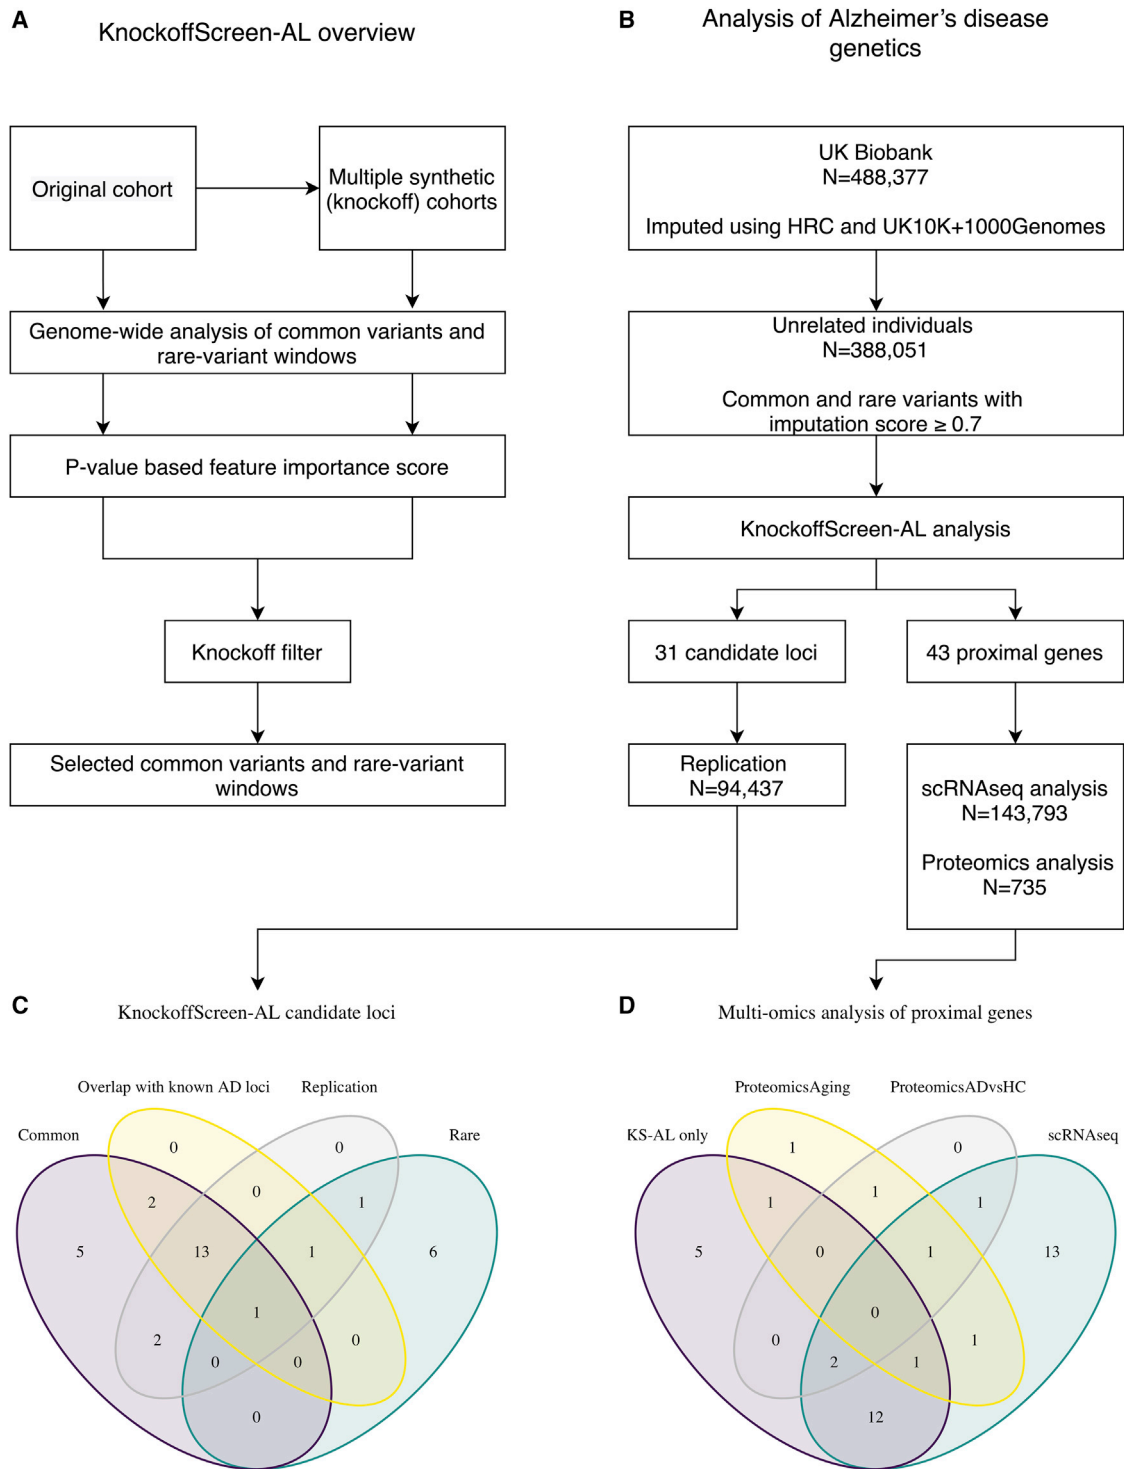 A
KnockoffScreen-AL overview
Original cohort
Multiple synthetic
(knockoff) cohorts
Genome-wide analysis of common variants and
rare-variant windows
P-value based feature importance score
Knockoff filter
Selected common variants and rare-variant
windows
B
Analysis of Alzheimer's disease
genetics
UK Biobank
N=488,377
Imputed using HRC and UK10K+1000Genomes
Unrelated individuals
N=388,051
Common and rare variants with
imputation score ≥ 0.7
KnockoffScreen-AL analysis
31 candidate loci
43 proximal genes
Replication
N=94,437
scRNAseq analysis
N=143,793
Proteomics analysis
N=735
C
KnockoffScreen-AL candidate loci
Overlap with known AD loci
Replication
Common
Rare
0
0
2
0
1
5
13
1
6
1
2
0
0
0
0
D
Multi-omics analysis of proximal genes
ProteomicsAging
ProteomicsADvsHC
KS-AL only
scRNAseq
1
0
1
1
1
5
0
1
13
0
0
1
2
1
12